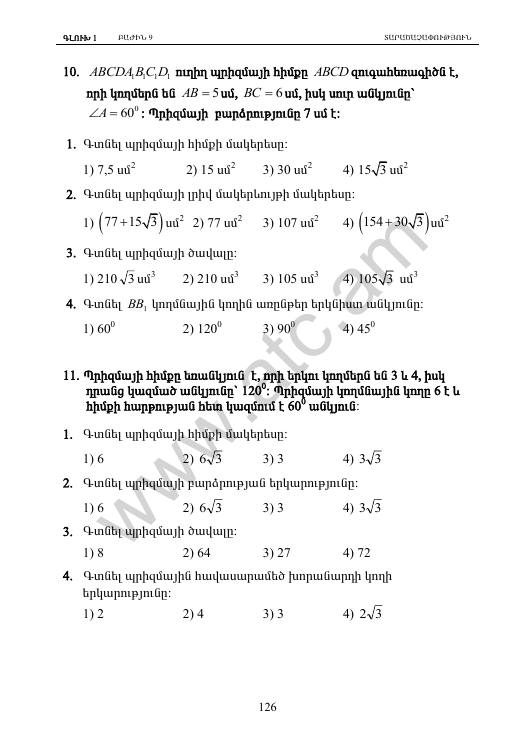 ԳԼՈՒԽ 1 ԲԱԺԻՆ 9 ՏԱՐԱԾԱՉԱՓՈՒԹՅՈՒՆ
10. ABCDA₁B₁C₁D₁ ուղիղ պրիզմայի հիմքը ABCD զուգահեռագիծն է,
որի կողմերն են AB = 5 սմ, BC = 6 սմ, իսկ սուր անկյունը՝
∠A = 60⁰ : Պրիզմայի բարձրությունը 7 սմ է:
1. Գտնել պրիզմայի հիմքի մակերեսը:
1) 7,5 սմ² 2) 15 սմ² 3) 30 սմ² 4) 15√3 սմ²
2. Գտնել պրիզմայի լրիվ մակերևույթի մակերեսը:
1) (77+15√3) սմ² 2) 77 սմ² 3) 107 սմ² 4) (154+30√3) սմ²
3. Գտնել պրիզմայի ծավալը:
1) 210√3 սմ³ 2) 210 սմ³ 3) 105 սմ³ 4) 105√3 սմ³
4. Գտնել BB₁ կողմնային կողին առընթեր երկնիստ անկյունը:
1) 60⁰ 2) 120⁰ 3) 90⁰ 4) 45⁰
11. Պրիզմայի հիմքը եռանկյուն է, որի երկու կողմերն են 3 և 4, իսկ
դրանց կազմած անկյունը՝ 120⁰: Պրիզմայի կողմնային կողը 6 է և
հիմքի հարթության հետ կազմում է 60⁰ անկյուն:
1. Գտնել պրիզմայի հիմքի մակերեսը:
1) 6 2) 6√3 3) 3 4) 3√3
2. Գտնել պրիզմայի բարձրության երկարությունը:
1) 6 2) 6√3 3) 3 4) 3√3
3. Գտնել պրիզմայի ծավալը:
1) 8 2) 64 3) 27 4) 72
4. Գտնել պրիզմային հավասարամեծ խորանարդի կողի
երկարությունը:
1) 2 2) 4 3) 3 4) 2√3
www.atc.am
126